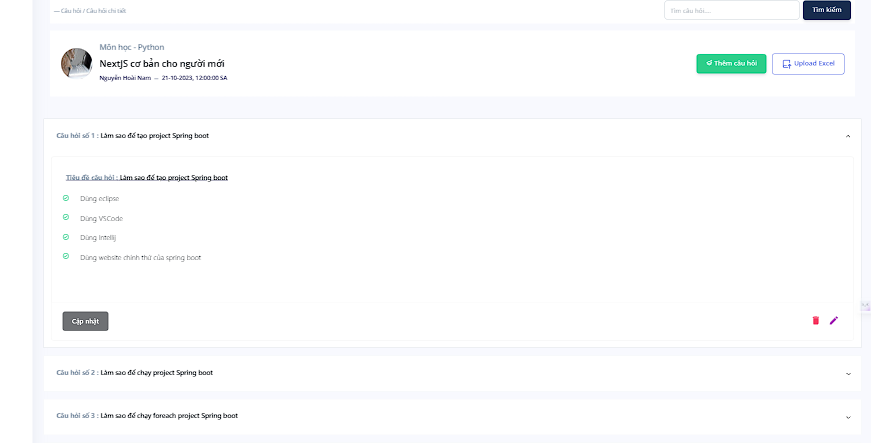 — Câu hỏi / Câu hỏi chi tiết
Tìm câu hỏi...
Tìm kiếm
Môn học - Python
NextJS cơ bản cho người mới
Nguyễn Hoài Nam – 21-10-2023, 12:00:00 SA
Thêm câu hỏi
Upload Excel
Câu hỏi số 1 : Làm sao để tạo project Spring boot
Tiêu đề câu hỏi : Làm sao để tạo project Spring boot
Dùng eclipse
Dùng VSCode
Dùng Intellij
Dùng website chính thứ của spring boot
Cập nhật
Câu hỏi số 2 : Làm sao để chạy project Spring boot
Câu hỏi số 3 : Làm sao để chạy foreach project Spring boot